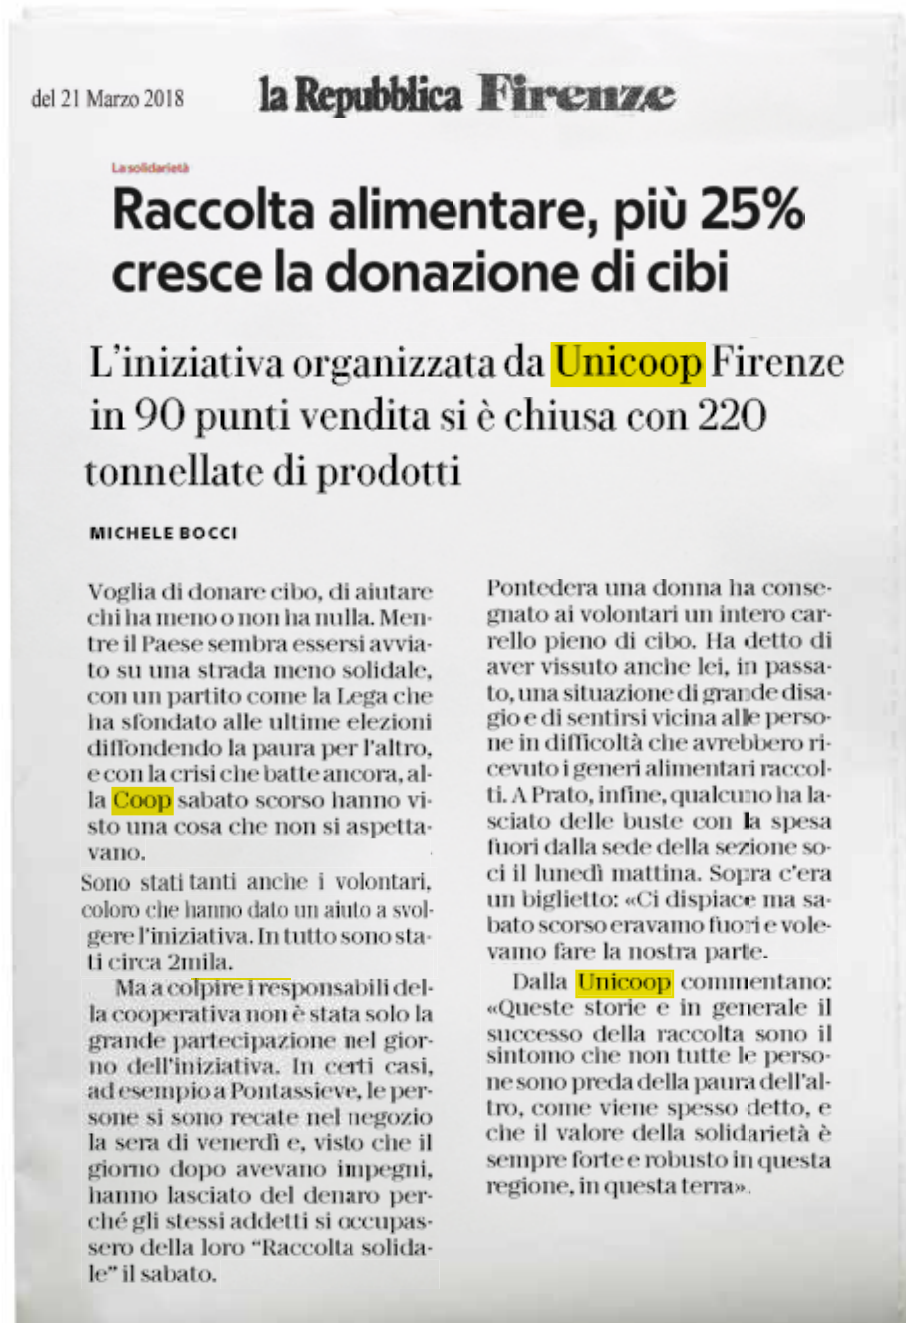 del 21 Marzo 2018
la Repubblica Firenze
La solidarietà
Raccolta alimentare, più 25%
cresce la donazione di cibi
L'iniziativa organizzata da Unicoop Firenze
in 90 punti vendita si è chiusa con 220
tonnellate di prodotti
MICHELE BOCCI
Voglia di donare cibo, di aiutare
chi ha meno o non ha nulla. Men-
tre il Paese sembra essersi avvia-
to su una strada meno solidale,
con un partito come la Lega che
ha sfondato alle ultime elezioni
diffondendo la paura per l'altro,
e con la crisi che batte ancora, al-
la Coop sabato scorso hanno vi-
sto una cosa che non si aspetta-
vano.
Sono stati tanti anche i volontari,
coloro che hanno dato un aiuto a svol-
gere l'iniziativa. In tutto sono sta-
ti circa 2mila.
Ma a colpire i responsabili del-
la cooperativa non è stata solo la
grande partecipazione nel gior-
no dell'iniziativa. In certi casi,
ad esempio a Pontassieve, le per-
sone si sono recate nel negozio
la sera di venerdì e, visto che il
giorno dopo avevano impegni,
hanno lasciato del denaro per-
ché gli stessi addetti si occupas-
sero della loro “Raccolta solida-
le” il sabato.
Pontedera una donna ha conse-
gnato ai volontari un intero car-
rello pieno di cibo. Ha detto di
aver vissuto anche lei, in passa-
to, una situazione di grande disa-
gio e di sentirsi vicina alle perso-
ne in difficoltà che avrebbero ri-
cevuto i generi alimentari raccol-
ti. A Prato, infine, qualcuno ha la-
sciato delle buste con la spesa
fuori dalla sede della sezione so-
ci il lunedì mattina. Sopra c'era
un biglietto: «Ci dispiace ma sa-
bato scorso eravamo fuori e vole-
vamo fare la nostra parte.
Dalla Unicoop commentano:
«Queste storie e in generale il
successo della raccolta sono il
sintomo che non tutte le perso-
ne sono preda della paura dell'al-
tro, come viene spesso detto, e
che il valore della solidarietà è
sempre forte e robusto in questa
regione, in questa terra».